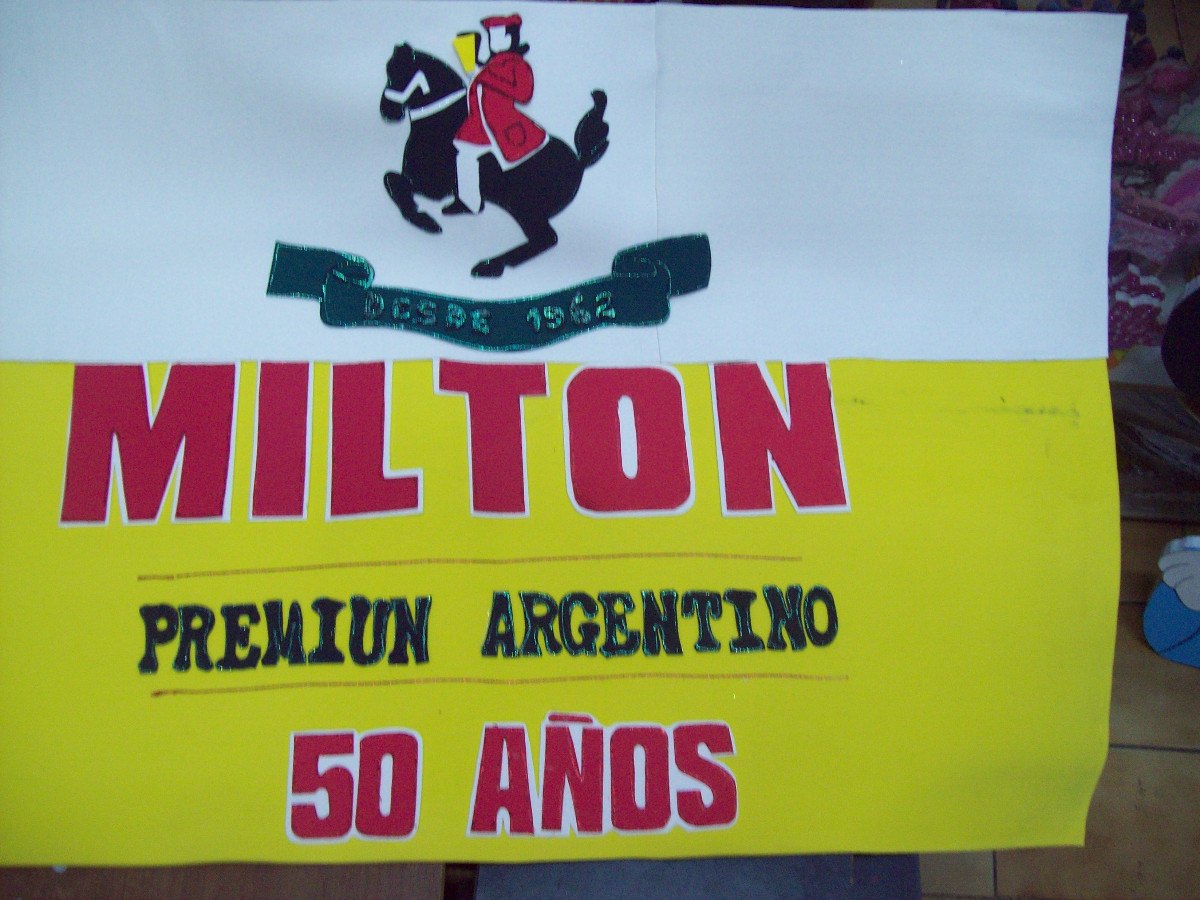 DESDE 1962
MILTON
PREMIUN ARGENTINO
50 AÑOS